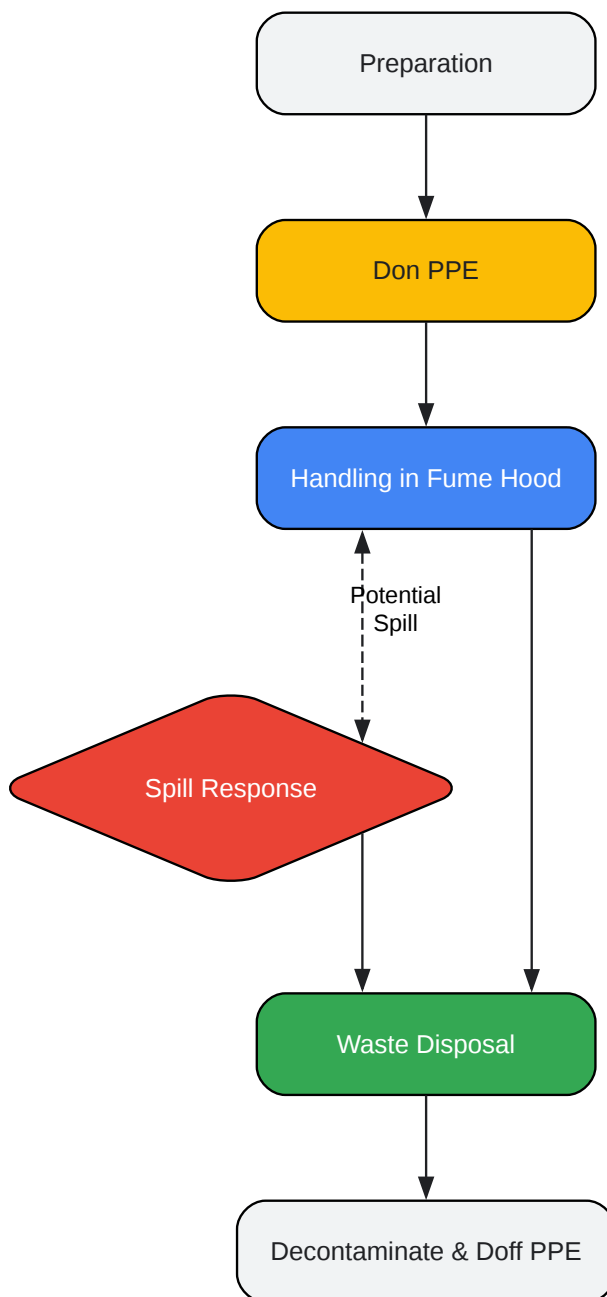 Preparation
Don PPE
Handling in Fume Hood
Potential
Spill
Spill Response
Waste Disposal
Decontaminate & Doff PPE